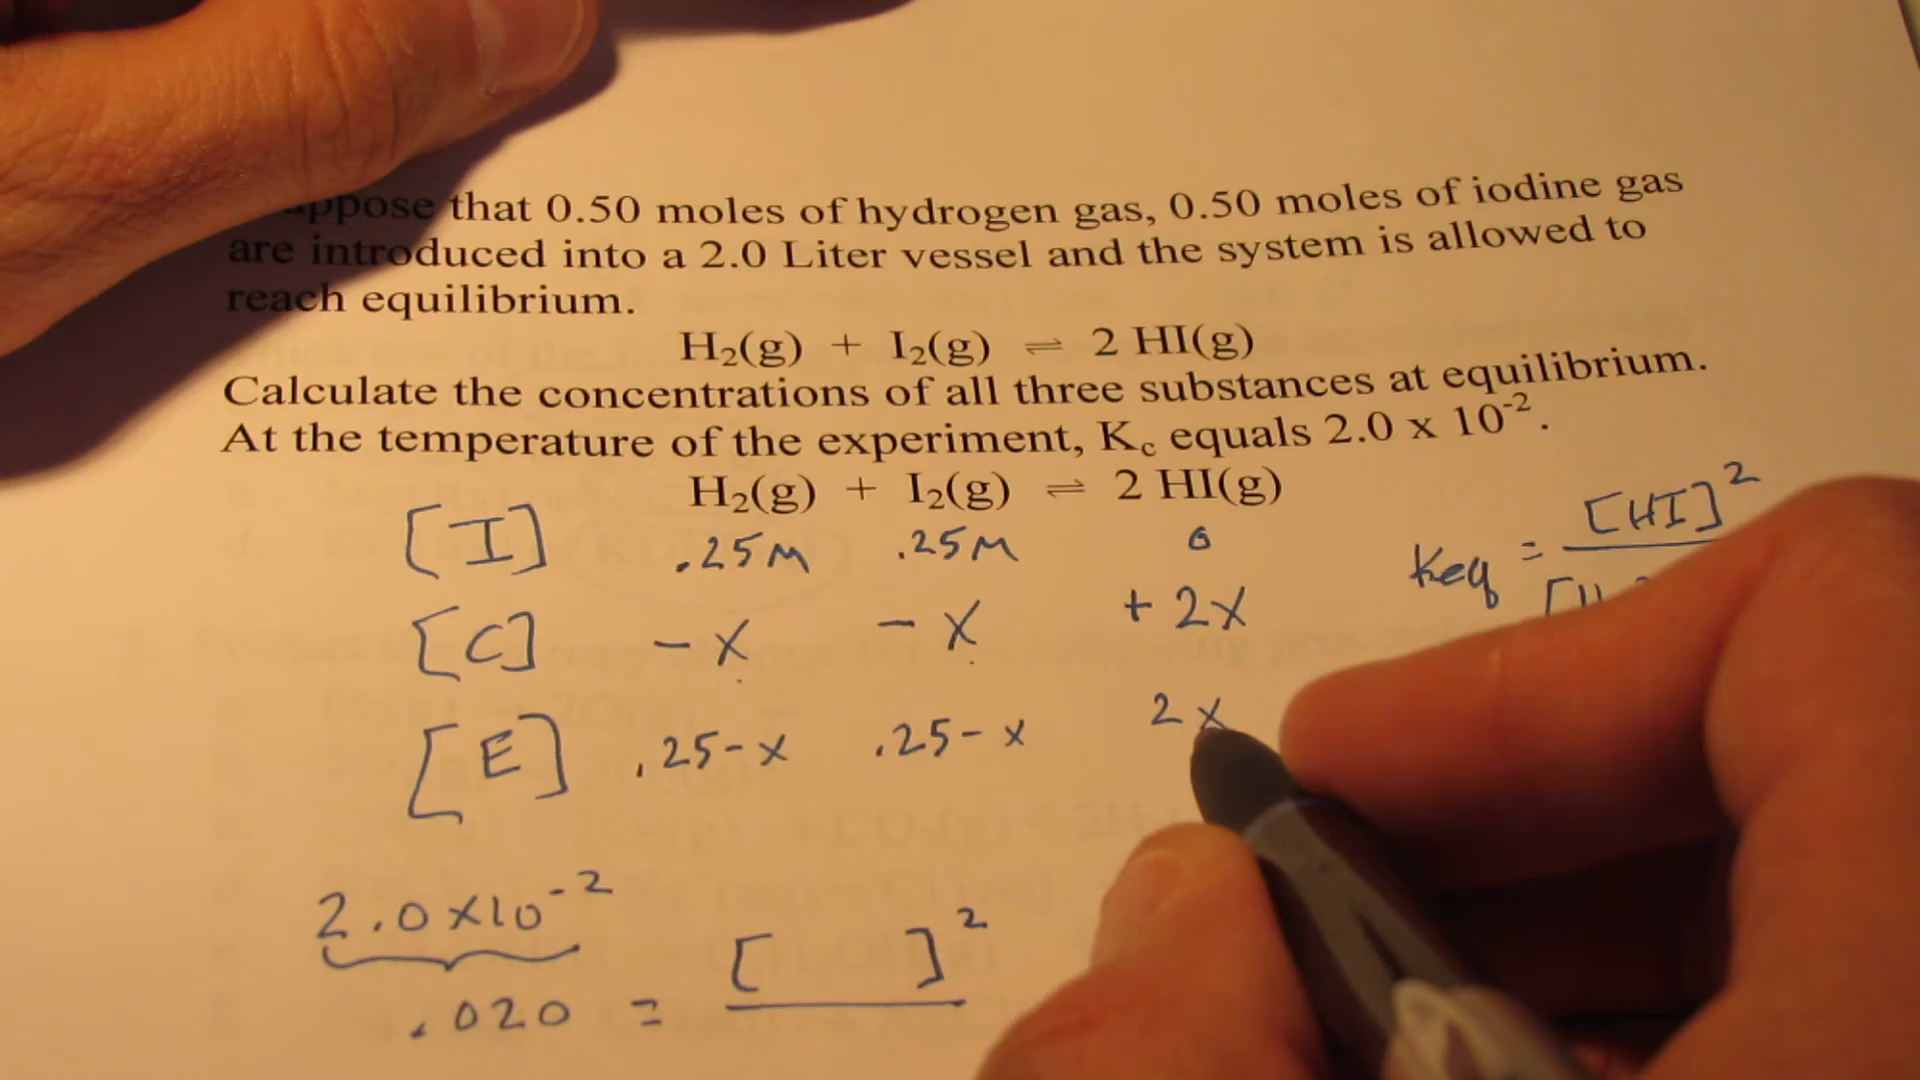 that 0.50 moles of hydrogen gas, 0.50 moles of iodine gas
are introduced into a 2.0 Liter vessel and the system is allowed to
reach equilibrium.
H₂(g) + I₂(g) ⇌ 2 HI(g)
Calculate the concentrations of all three substances at equilibrium.
At the temperature of the experiment, K꜀ equals 2.0 x 10⁻².
H₂(g) + I₂(g) ⇌ 2 HI(g)
[I] .25M .25M 0
Keq = [HI]²
[C] - X - X + 2X
[E] .25-x .25-x 2x
2.0X10⁻²
.020 = [ ]²